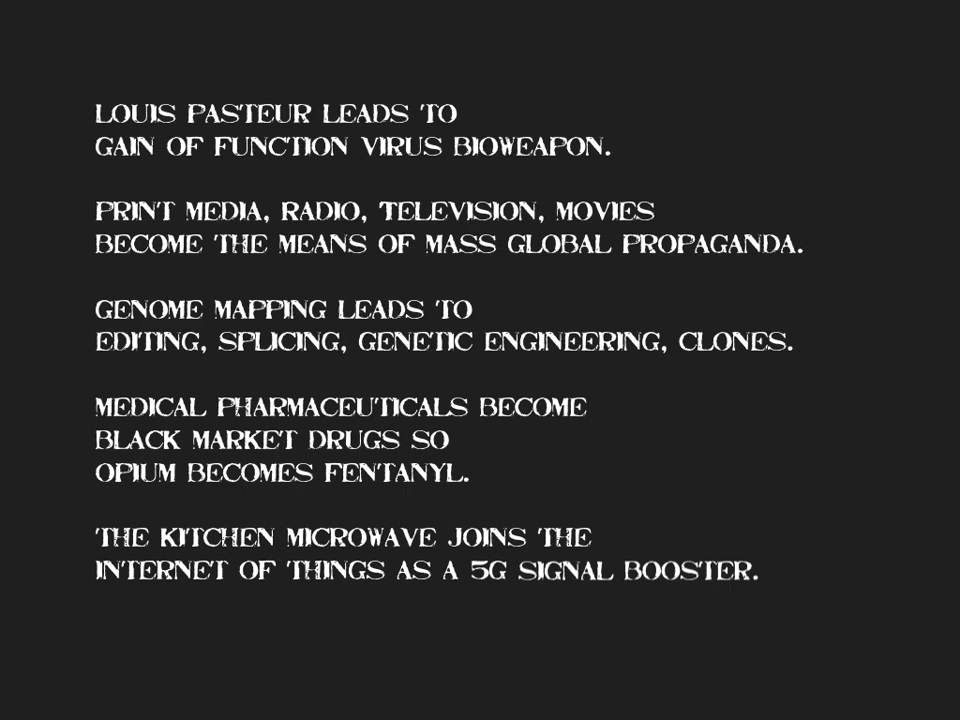 LOUIS PASTEUR LEADS TO
GAIN OF FUNCTION VIRUS BIOWEAPON.
PRINT MEDIA, RADIO, TELEVISION, MOVIES
BECOME THE MEANS OF MASS GLOBAL PROPAGANDA.
GENOME MAPPING LEADS TO
EDITING, SPLICING, GENETIC ENGINEERING, CLONES.
MEDICAL PHARMACEUTICALS BECOME
BLACK MARKET DRUGS SO
OPIUM BECOMES FENTANYL.
THE KITCHEN MICROWAVE JOINS THE
INTERNET OF THINGS AS A 5G SIGNAL BOOSTER.